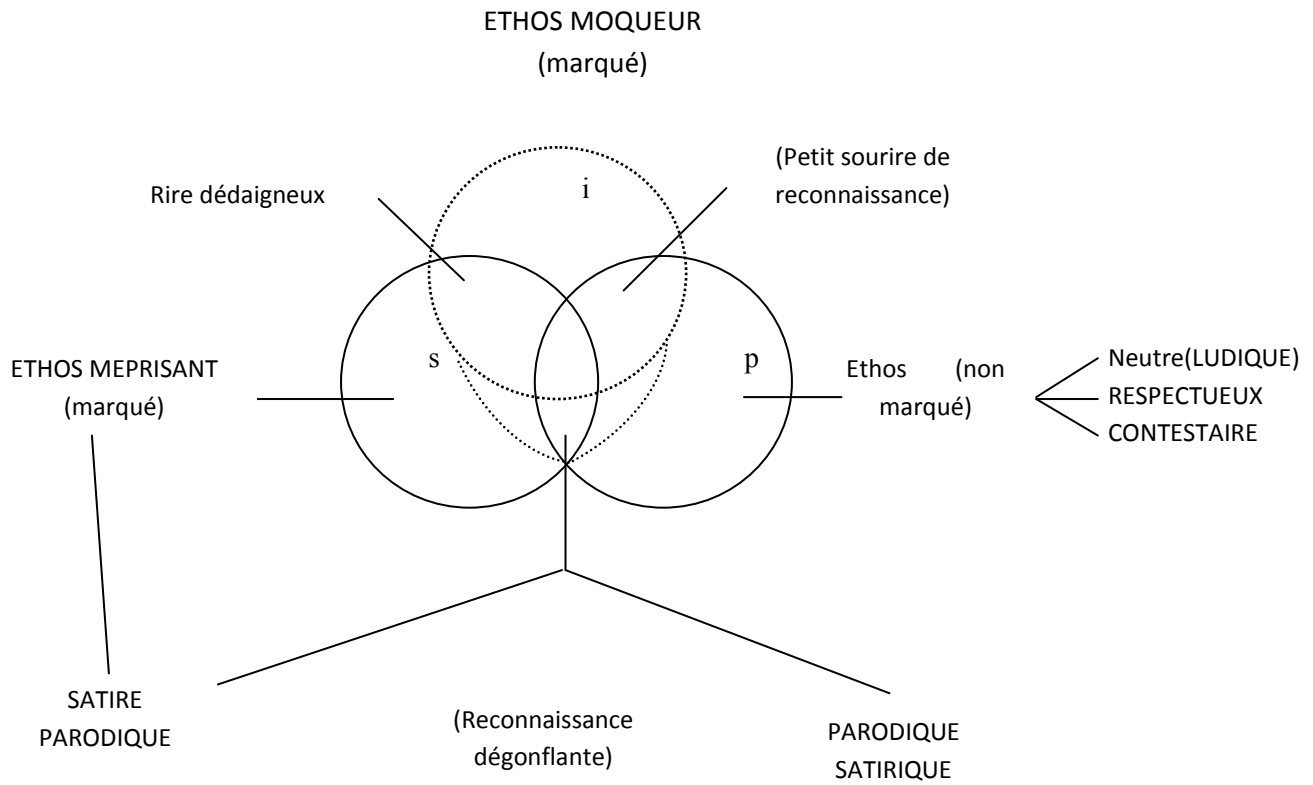 ETHOS MOQUEUR
(marqué)
(Petit sourire de
reconnaissance)
Rire dédaigneux
i
s
p
ETHOS MEPRISANT
(marqué)
Ethos (non
marqué)
Neutre(LUDIQUE)
RESPECTUEUX
CONTESTAIRE
SATIRE
PARODIQUE
(Reconnaissance
dégonflante)
PARODIQUE
SATIRIQUE